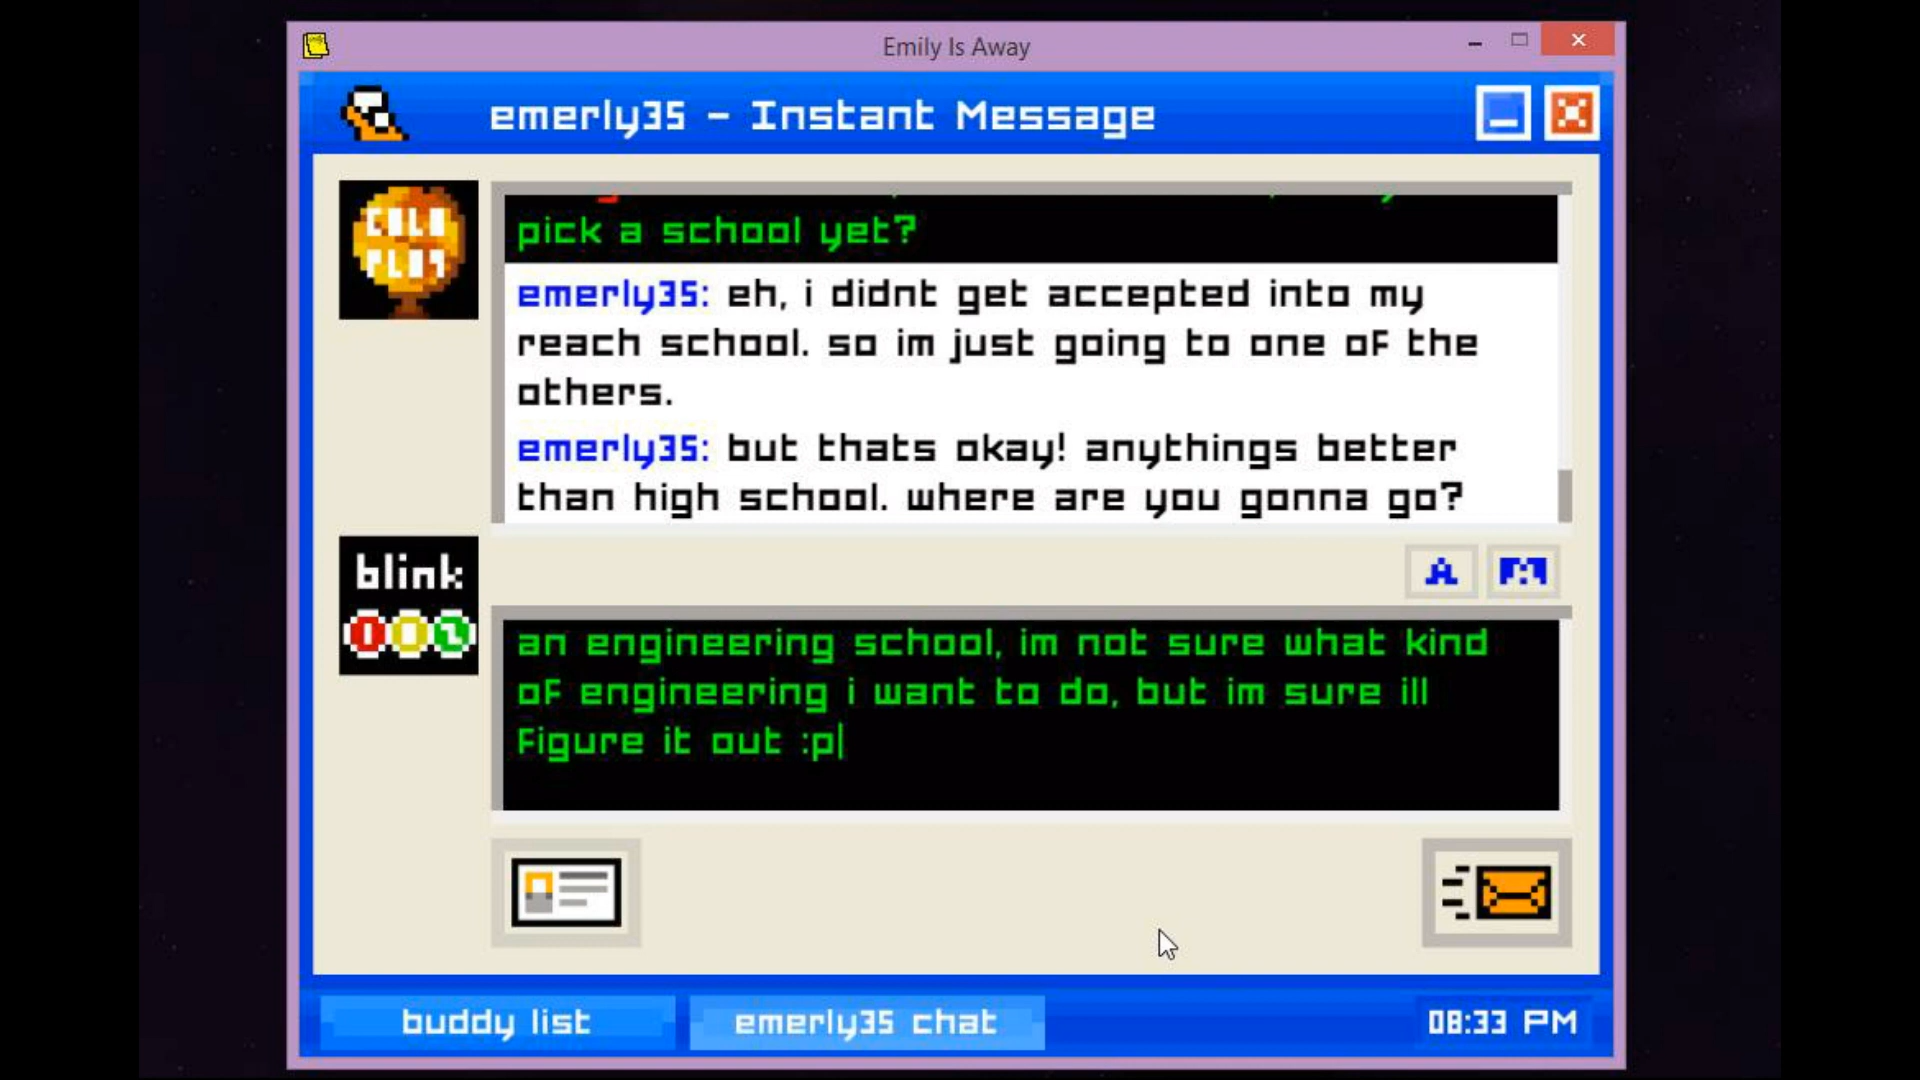 Emily Is Away
emerly35 - Instant Message
COLD
PLAY
pick a school yet?
emerly35: eh, i didnt get accepted into my
reach school. so im just going to one of the
others.
emerly35: but thats okay! anythings better
than high school. where are you gonna go?
blink
182
A
an engineering school, im not sure what kind
of engineering i want to do, but im sure ill
figure it out :p
buddy list
emerly35 chat
08:33 PM